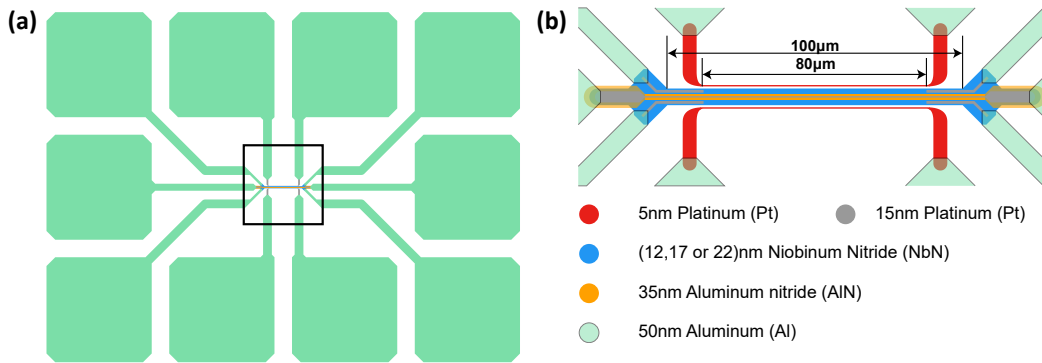 (a)
(b)
100μm
80μm
5nm Platinum (Pt)
15nm Platinum (Pt)
(12,17 or 22)nm Niobinum Nitride (NbN)
35nm Aluminum nitride (AlN)
50nm Aluminum (Al)